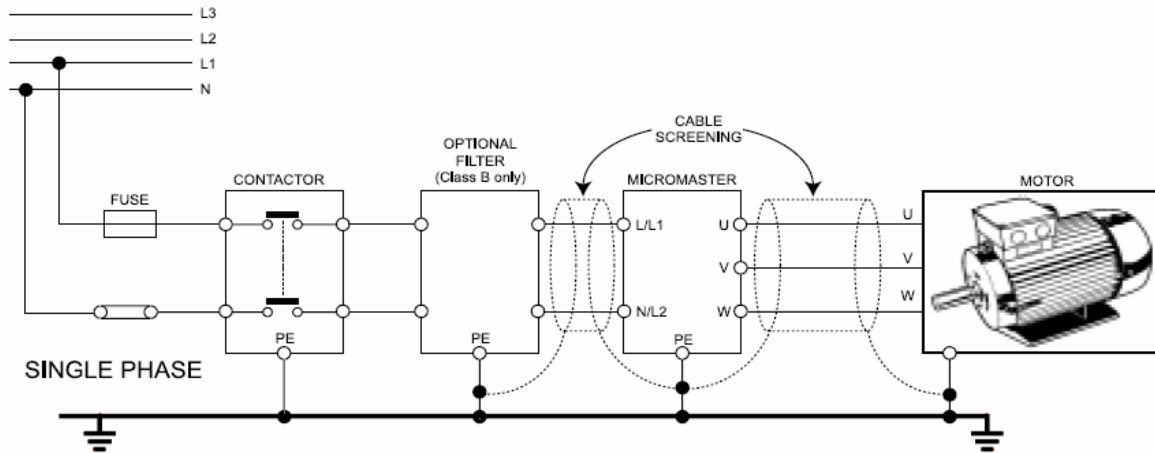 L3
L2
L1
N
CABLE
SCREENING
OPTIONAL
FILTER
(Class B only)
CONTACTOR
MICROMASTER
MOTOR
FUSE
L/L1
U
U
V
V
N/L2
W
W
PE
PE
PE
SINGLE PHASE